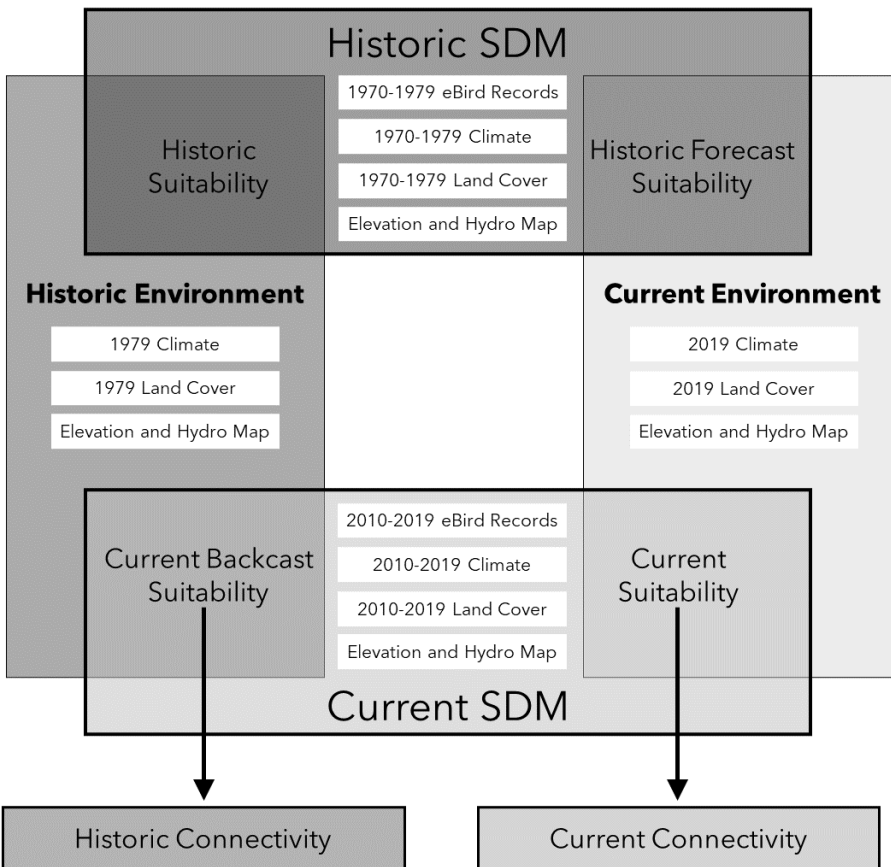 Historic SDM
1970-1979 eBird Records
1970-1979 Climate
1970-1979 Land Cover
Elevation and Hydro Map
Historic
Suitability
Historic Forecast
Suitability
Historic Environment
1979 Climate
1979 Land Cover
Elevation and Hydro Map
Current Environment
2019 Climate
2019 Land Cover
Elevation and Hydro Map
Current Backcast
Suitability
2010-2019 eBird Records
2010-2019 Climate
2010-2019 Land Cover
Elevation and Hydro Map
Current
Suitability
Current SDM
Historic Connectivity
Current Connectivity